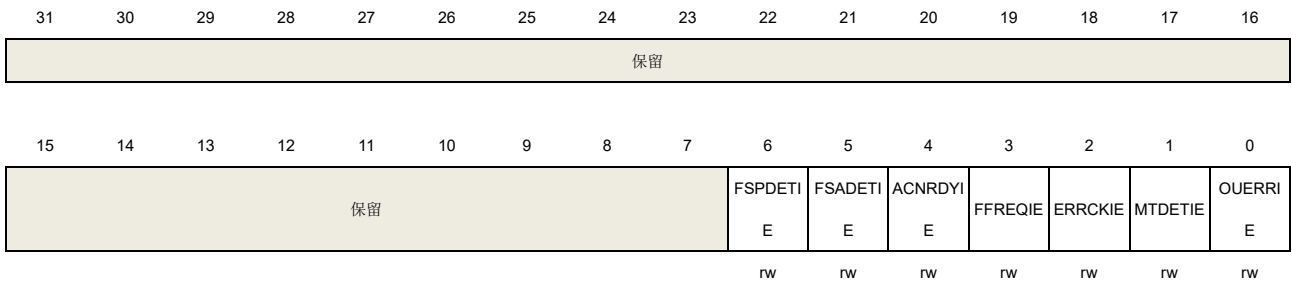 31 30 29 28 27 26 25 24 23 22 21 20 19 18 17 16
保留
15 14 13 12 11 10 9 8 7 6 5 4 3 2 1 0
保留 FSPDETI FSADETI ACNRDYI FFREQIE ERRCKIE MTDETIE OUERRI
E E E E
rw rw rw rw rw rw rw